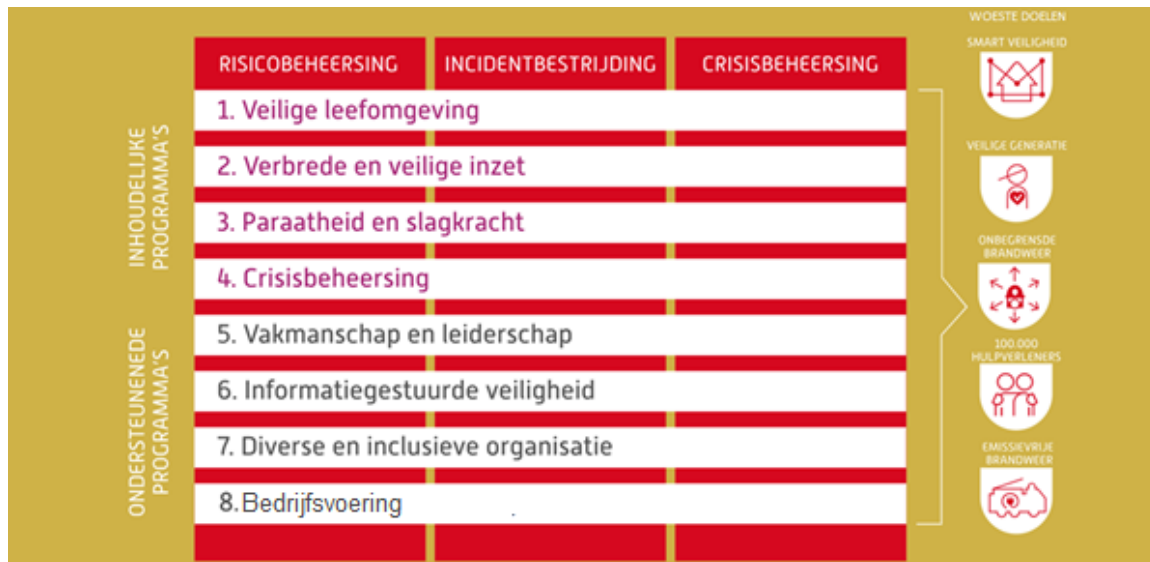 WOESTE DOELEN
RISICOBEHEERSING
INCIDENTBESTRIJDING
CRISISBEHEERSING
INHOUDELIJKE
PROGRAMMA'S
1. Veilige leefomgeving
2. Verbrede en veilige inzet
3. Paraatheid en slagkracht
4. Crisisbeheersing
ONDERSTEUNENEDE
PROGRAMMA'S
5. Vakmanschap en leiderschap
6. Informatiegestuurde veiligheid
7. Diverse en inclusieve organisatie
8. Bedrijfsvoering
SMART VEILIGHEID
VEILIGE GENERATIE
ONBEGRENSDE
BRANDWEER
100.000
HULPVERLENERS
EMISSIEVRIJE
BRANDWEER